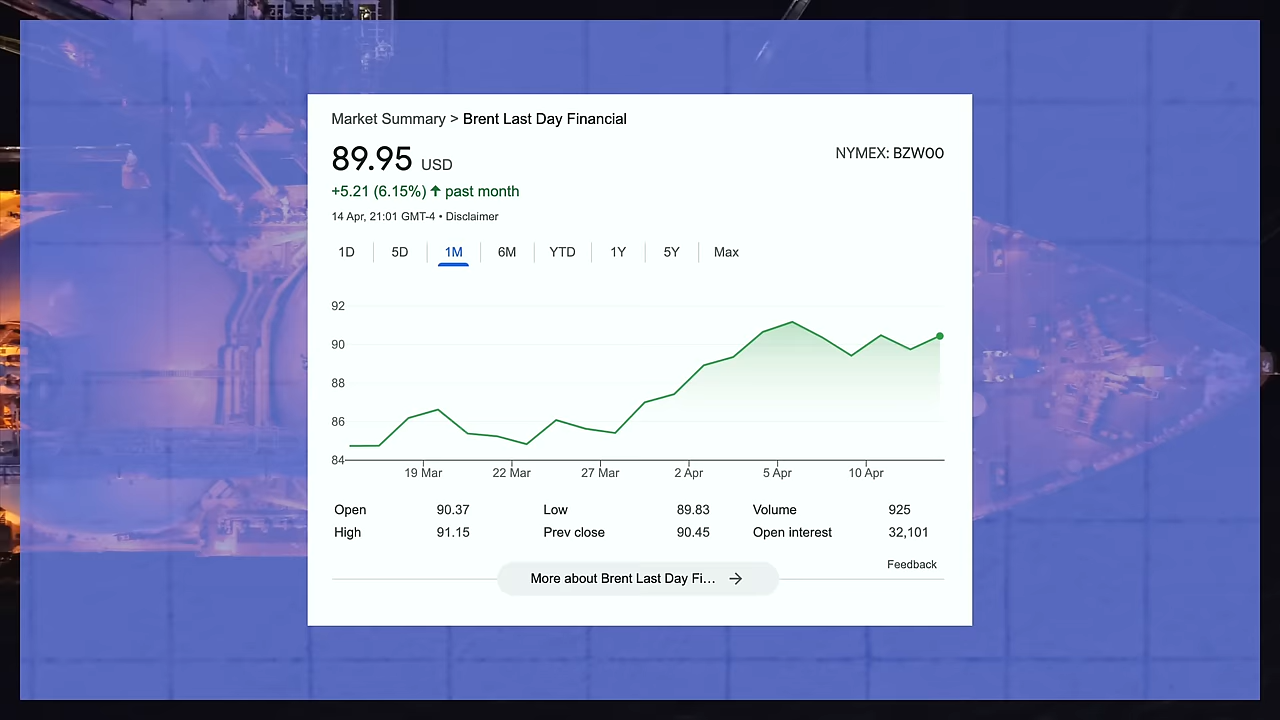 Market Summary > Brent Last Day Financial
89.95 USD
NYMEX: BZW00
+5.21 (6.15%) ↑ past month
14 Apr, 21:01 GMT-4 • Disclaimer
1D 5D 1M 6M YTD 1Y 5Y Max
92
90
88
86
84
19 Mar 22 Mar 27 Mar 2 Apr 5 Apr 10 Apr
Open 90.37 Low 89.83 Volume 925
High 91.15 Prev close 90.45 Open interest 32,101
Feedback
More about Brent Last Day Fi... →